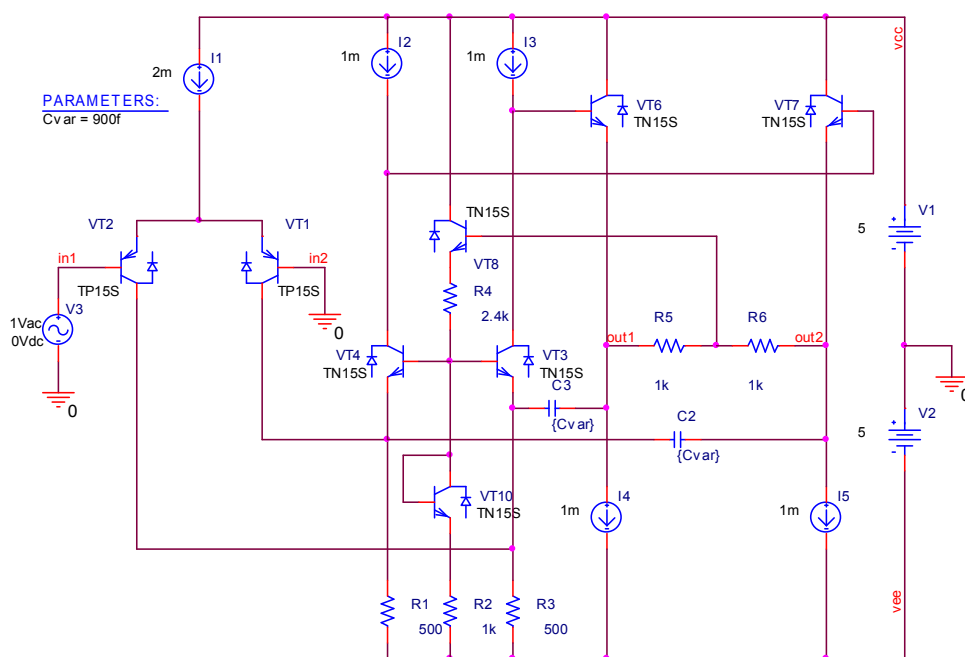 I1
2m
I2
1m
I3
1m
vcc
PARAMETERS:
Cvar = 900f
VT6
TN15S
VT7
TN15S
V1
5
TN15S
VT8
VT2
VT1
in1
in2
TP15S
TP15S
0
V3
1Vac
0Vdc
0
R4
2.4k
R5
R6
out1
out2
1k
1k
VT4
TN15S
VT3
TN15S
0
C3
{Cvar}
C2
{Cvar}
V2
5
VT10
TN15S
I4
1m
I5
1m
R1
500
R2
1k
R3
500
vee